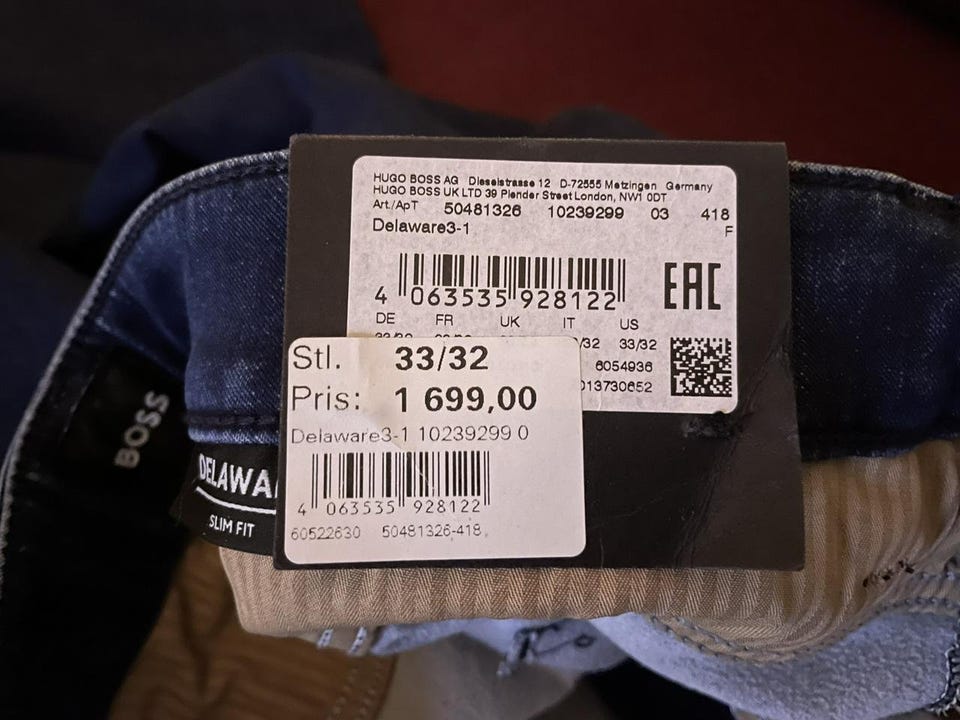 HUGO BOSS AG Dieselstrasse 12 D-72555 Metzingen Germany
HUGO BOSS UK LTD 39 Plender Street London, NW1 0DT
Art./ApT 50481326 10239299 03 418
Delaware3-1 F
4 063535 928122
EAC
DE FR UK IT US
/32 33/32
6054936
013730652
Stl. 33/32
Pris: 1 699,00
Delaware3-1 10239299 0
4 063535 928122
60522630 50481326-418
BOSS
DELAWA
SLIM FIT